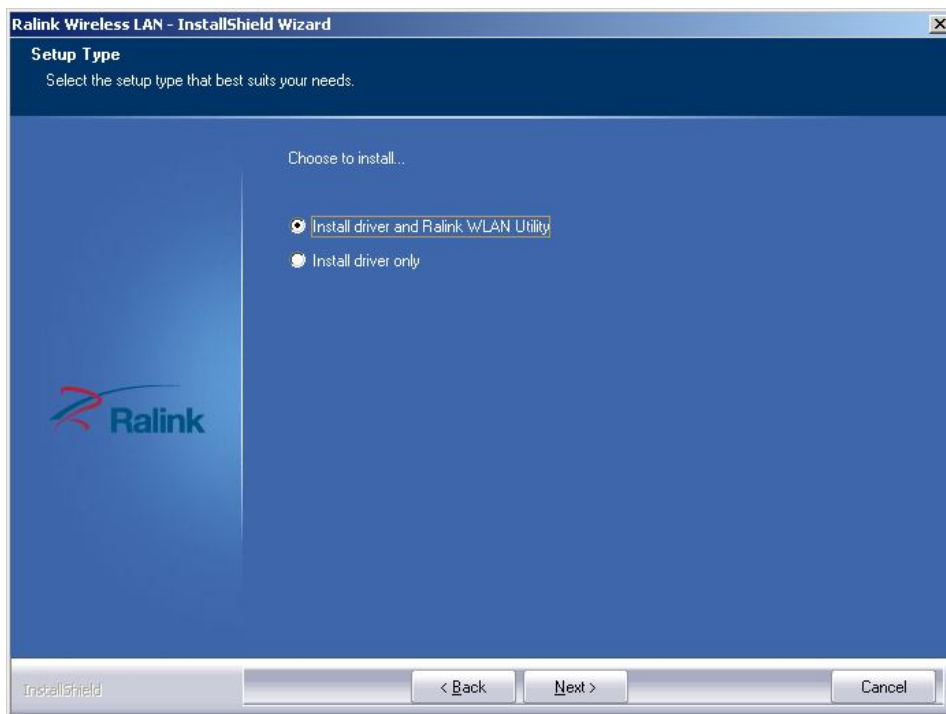 Ralink Wireless LAN - InstallShield Wizard
Setup Type
Select the setup type that best suits your needs.
Choose to install...
Install driver and Ralink WLAN Utility
Install driver only
Ralink
InstallShield
< Back
Next >
Cancel